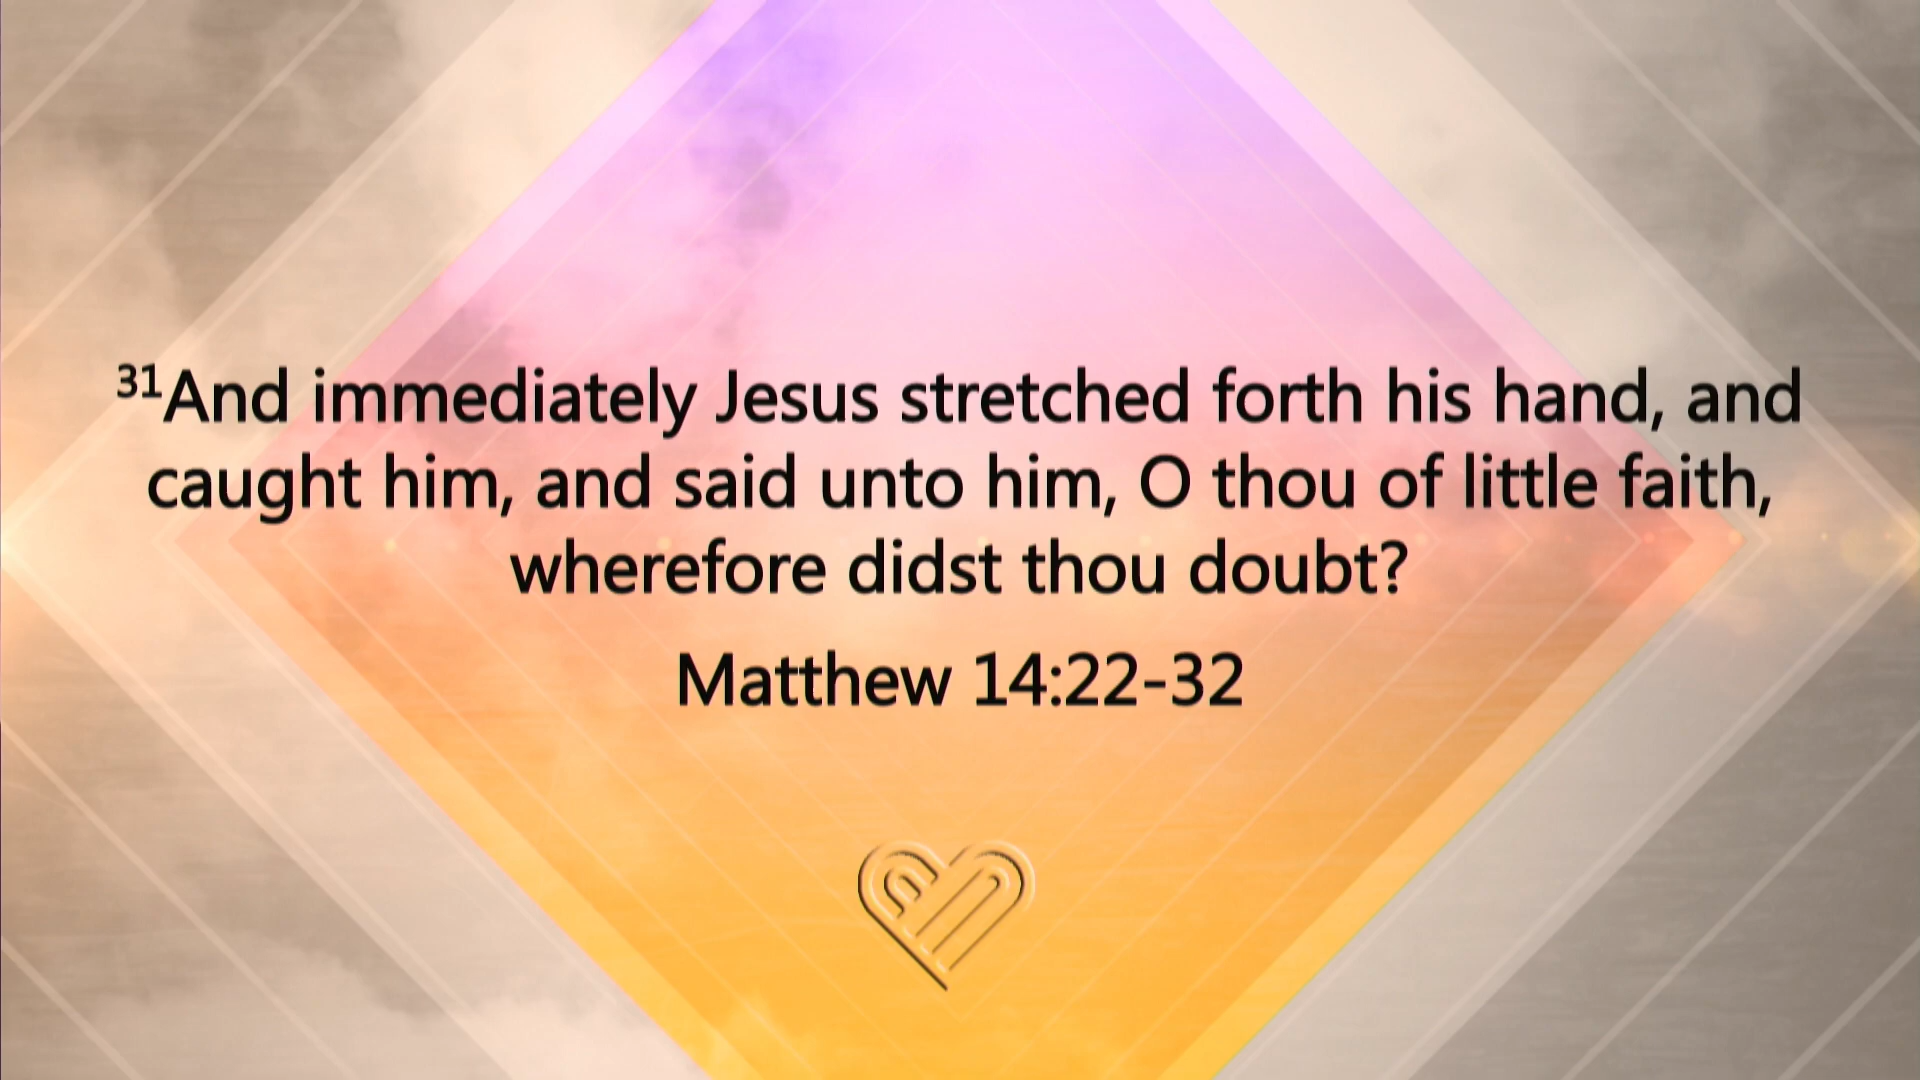 31And immediately Jesus stretched forth his hand, and
caught him, and said unto him, O thou of little faith,
wherefore didst thou doubt?
Matthew 14:22-32